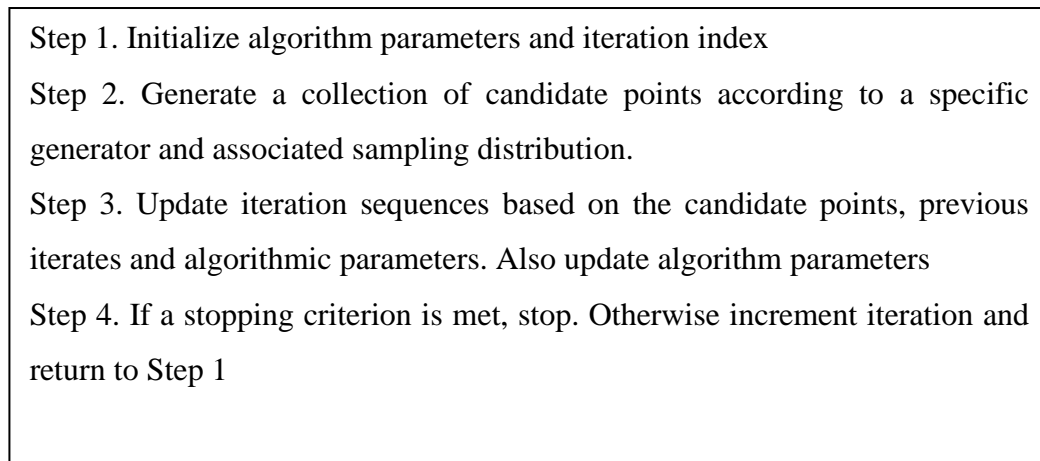 Step 1. Initialize algorithm parameters and iteration index
Step 2. Generate a collection of candidate points according to a specific
generator and associated sampling distribution.
Step 3. Update iteration sequences based on the candidate points, previous
iterates and algorithmic parameters. Also update algorithm parameters
Step 4. If a stopping criterion is met, stop. Otherwise increment iteration and
return to Step 1